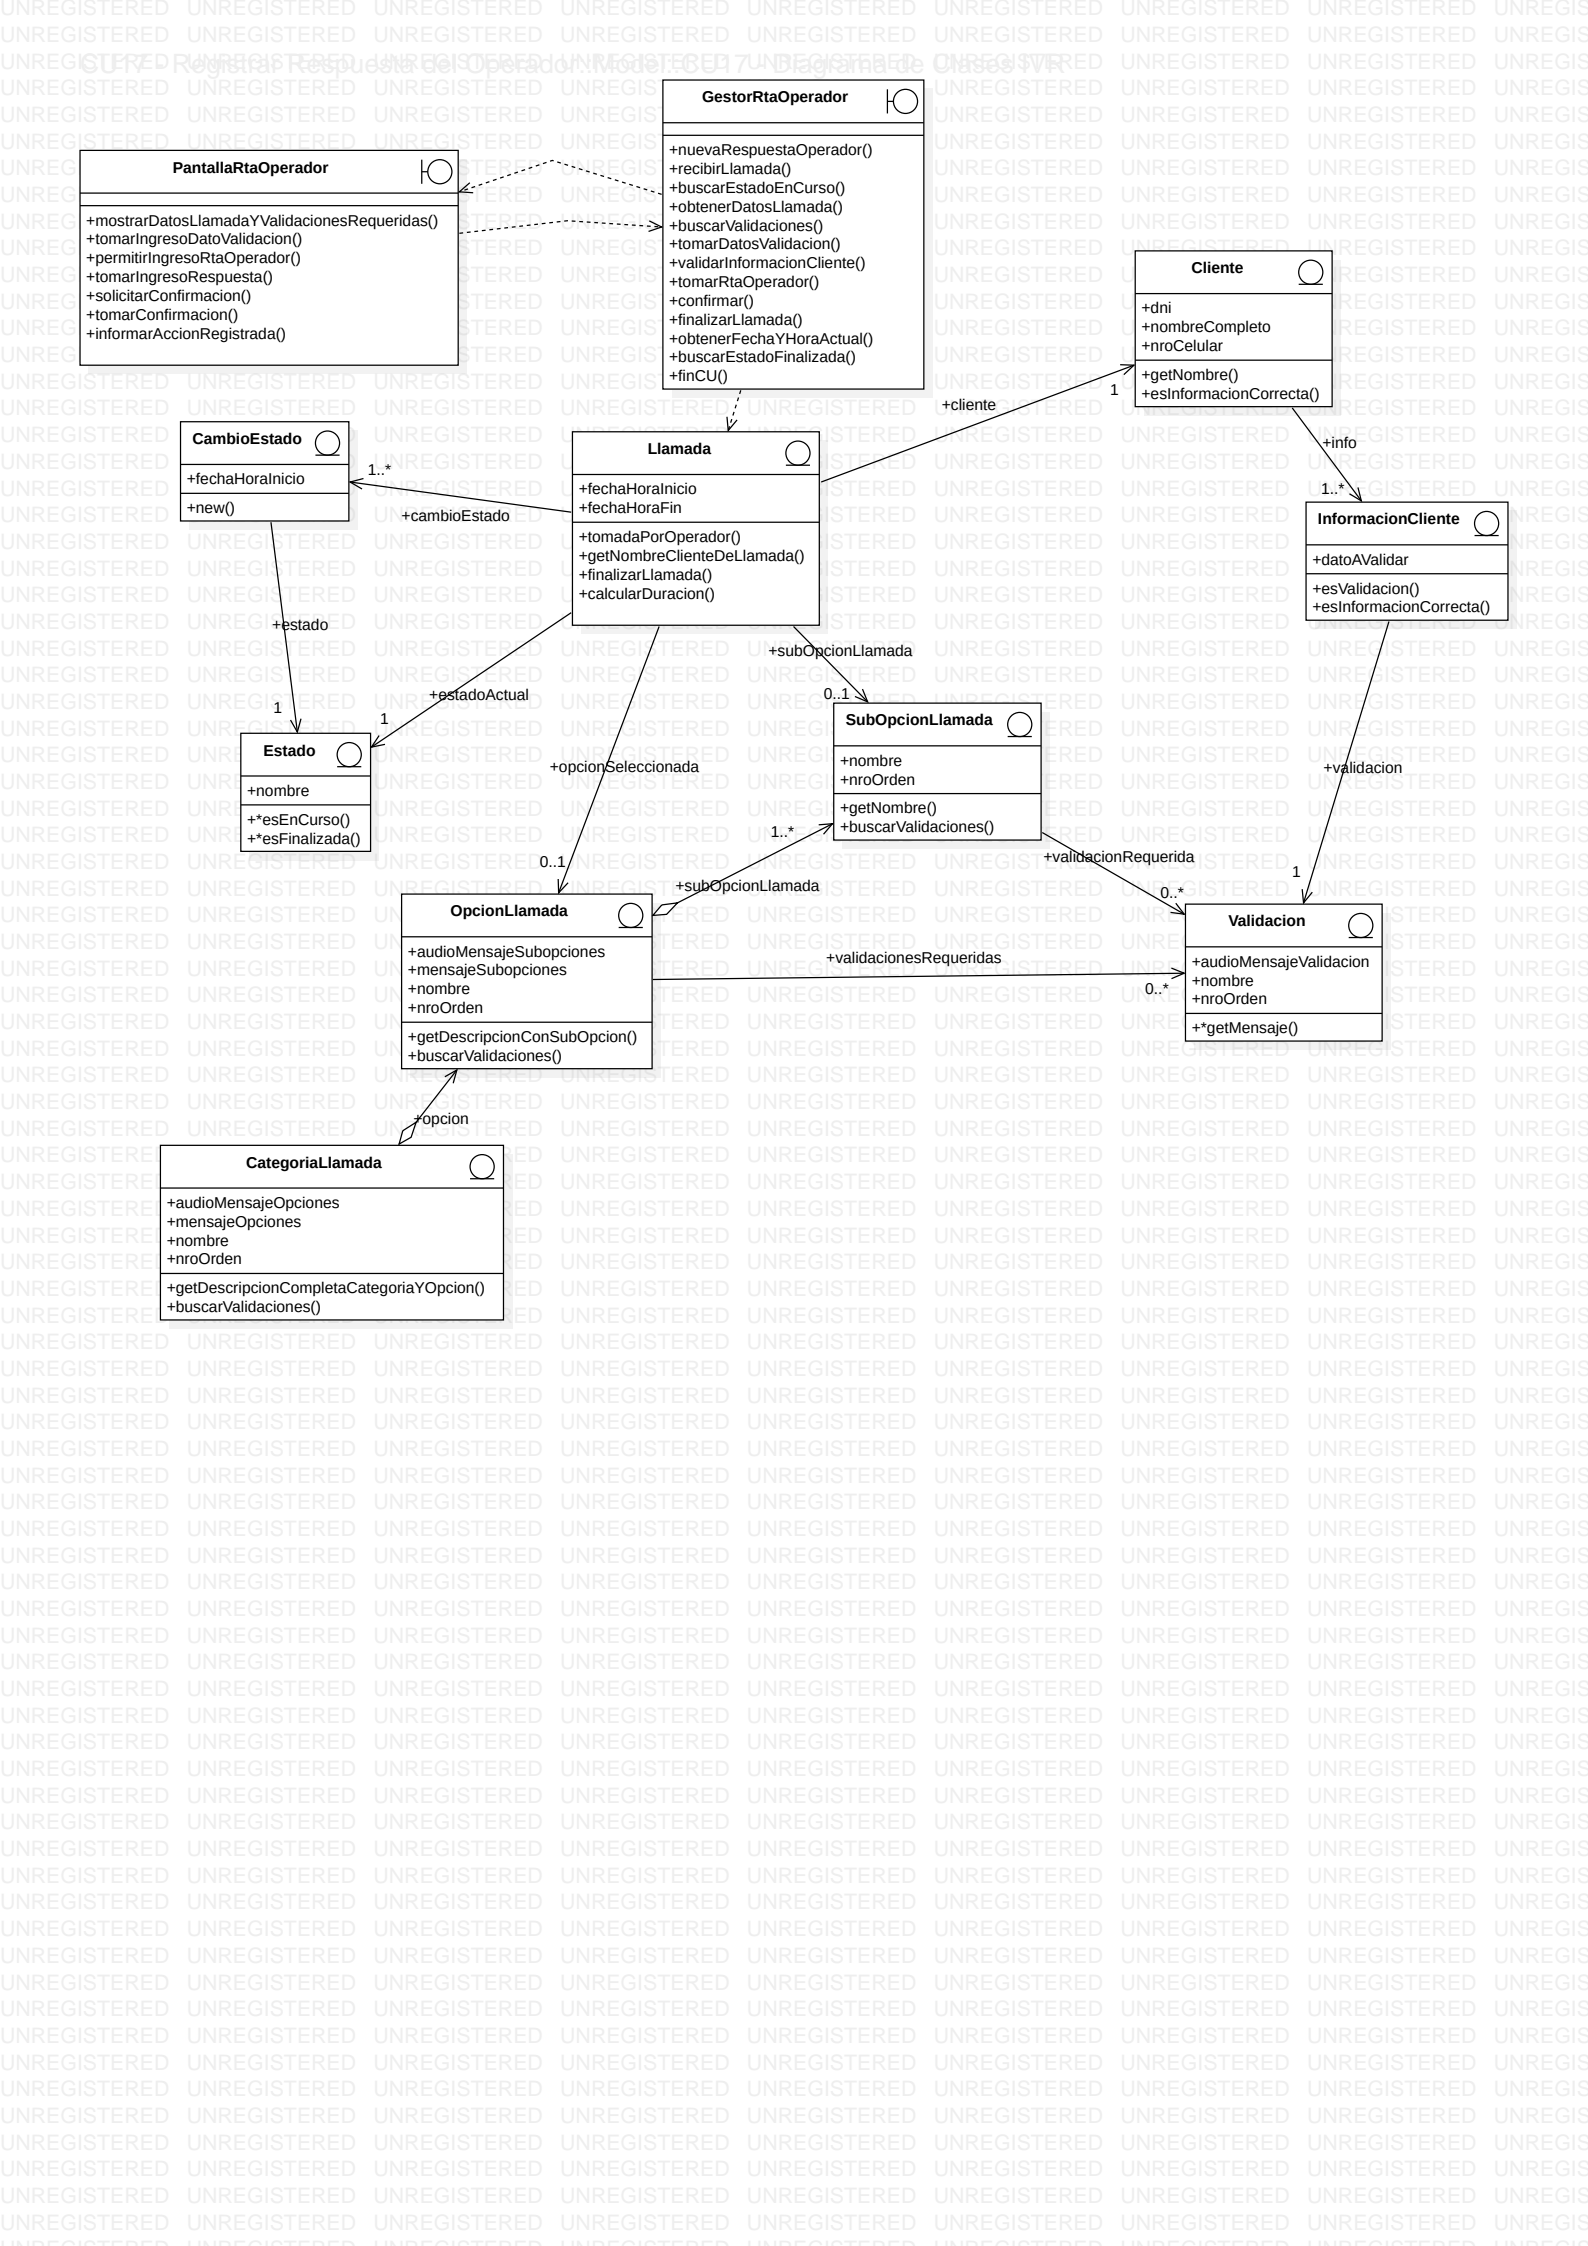 CU17 - Registrar Respuesta del Operador::Model::CU17 - Diagrama de Clases IVR
GestorRtaOperador
+nuevaRespuestaOperador()
+recibirLlamada()
+buscarEstadoEnCurso()
+obtenerDatosLlamada()
+buscarValidaciones()
+tomarDatosValidacion()
+validarInformacionCliente()
+tomarRtaOperador()
+confirmar()
+finalizarLlamada()
+obtenerFechaYHoraActual()
+buscarEstadoFinalizada()
+finCU()
PantallaRtaOperador
+mostrarDatosLlamadaYValidacionesRequeridas()
+tomarIngresoDatoValidacion()
+permitirIngresoRtaOperador()
+tomarIngresoRespuesta()
+solicitarConfirmacion()
+tomarConfirmacion()
+informarAccionRegistrada()
Cliente
+dni
+nombreCompleto
+nroCelular
+getNombre()
+esInformacionCorrecta()
+cliente
1
+info
1..*
CambioEstado
+fechaHoraInicio
+new()
1..*
+cambioEstado
Llamada
+fechaHoraInicio
+fechaHoraFin
+tomadaPorOperador()
+getNombreClienteDeLlamada()
+finalizarLlamada()
+calcularDuracion()
InformacionCliente
+datoAValidar
+esValidacion()
+esInformacionCorrecta()
+estado
1
+estadoActual
1
+subOpcionLlamada
0..1
Estado
+nombre
+*esEnCurso()
+*esFinalizada()
+opcionSeleccionada
0..1
SubOpcionLlamada
+nombre
+nroOrden
+getNombre()
+buscarValidaciones()
+validacion
1
1..*
+subOpcionLlamada
+validacionRequerida
0..*
OpcionLlamada
+audioMensajeSubopciones
+mensajeSubopciones
+nombre
+nroOrden
+getDescripcionConSubOpcion()
+buscarValidaciones()
+validacionesRequeridas
0..*
Validacion
+audioMensajeValidacion
+nombre
+nroOrden
+*getMensaje()
+opcion
CategoriaLlamada
+audioMensajeOpciones
+mensajeOpciones
+nombre
+nroOrden
+getDescripcionCompletaCategoriaYOpcion()
+buscarValidaciones()
UNREGISTERED